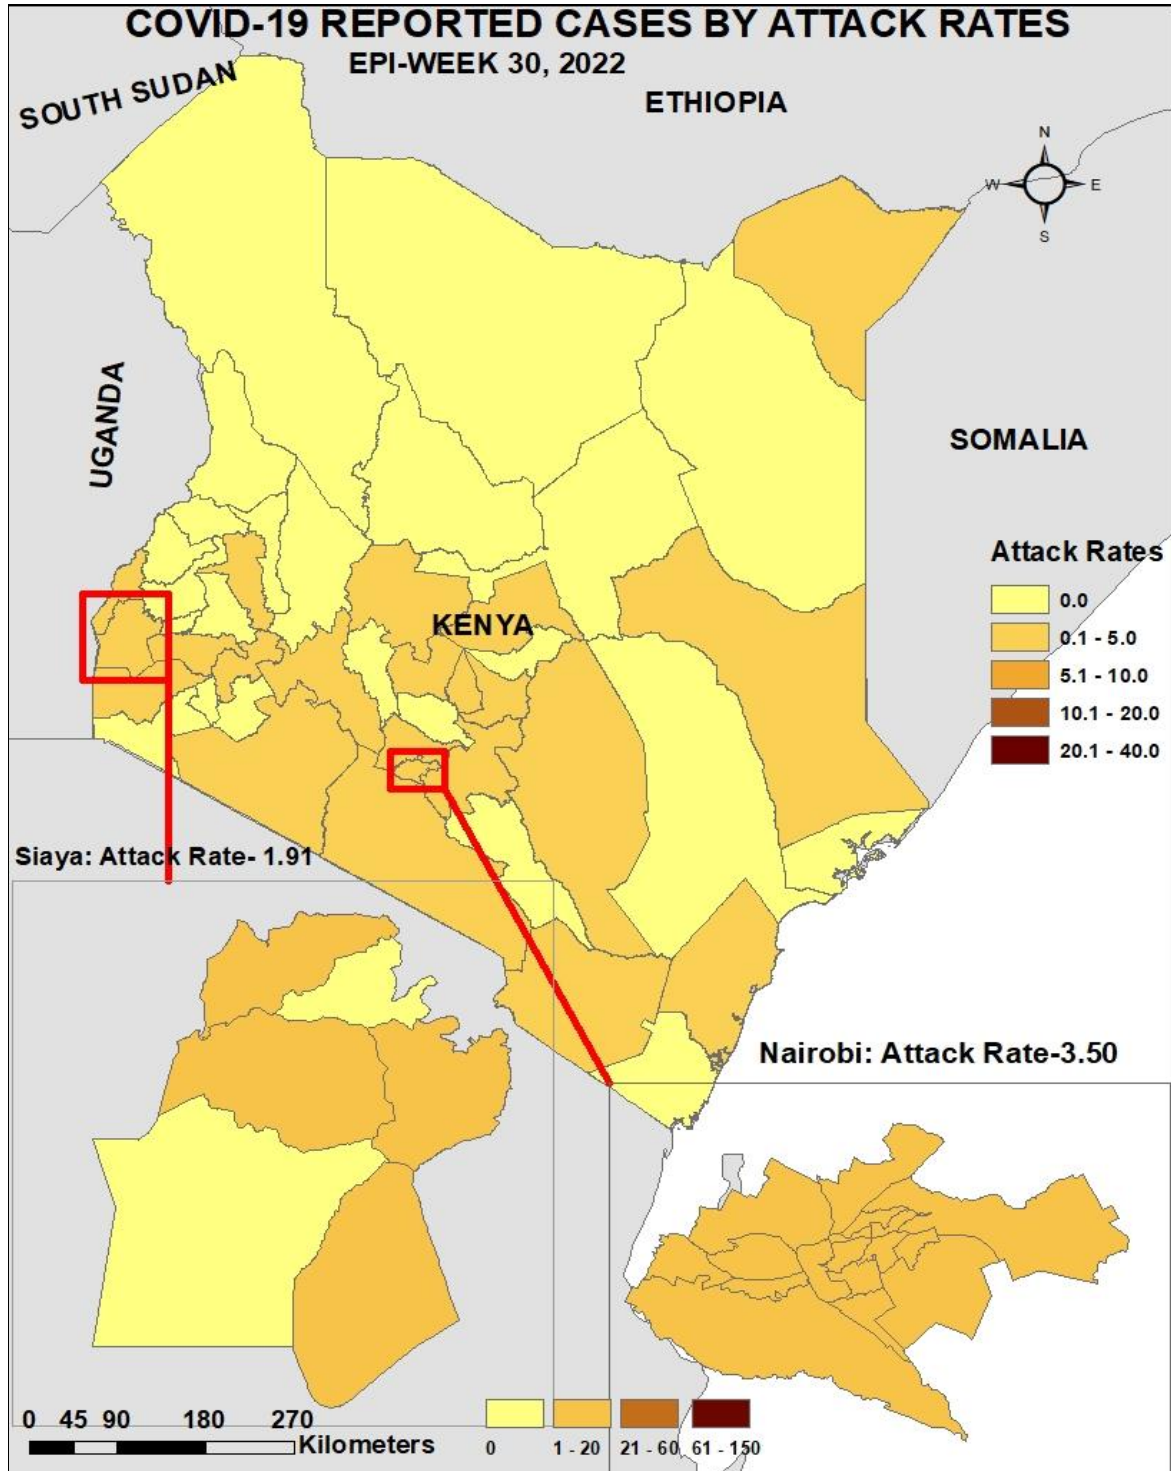 COVID-19 REPORTED CASES BY ATTACK RATES
EPI-WEEK 30, 2022
SOUTH SUDAN
ETHIOPIA
N
W E
S
UGANDA
SOMALIA
Attack Rates
0.0
0.1 - 5.0
5.1 - 10.0
10.1 - 20.0
20.1 - 40.0
KENYA
Siaya: Attack Rate- 1.91
Nairobi: Attack Rate-3.50
0 45 90 180 270
Kilometers
0 1 - 20 21 - 60 61 - 150